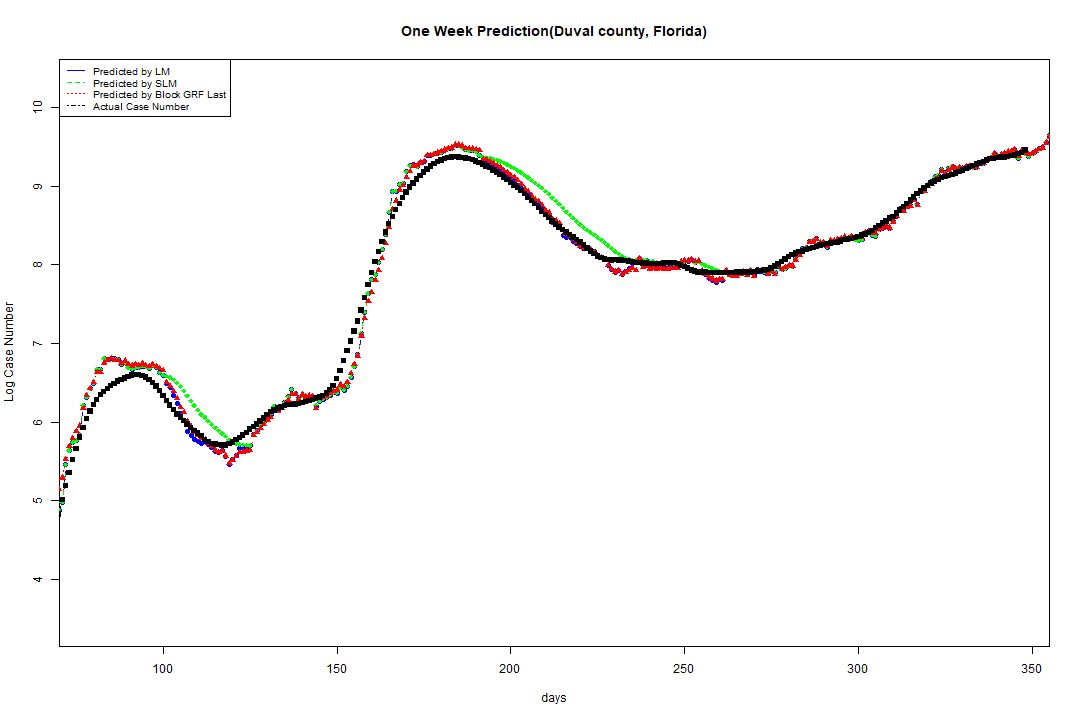 One Week Prediction(Duval county, Florida)
Predicted by LM
Predicted by SLM
Predicted by Block GRF Last
Actual Case Number
10
9
8
7
6
5
4
Log Case Number
100 150 200 250 300 350
days